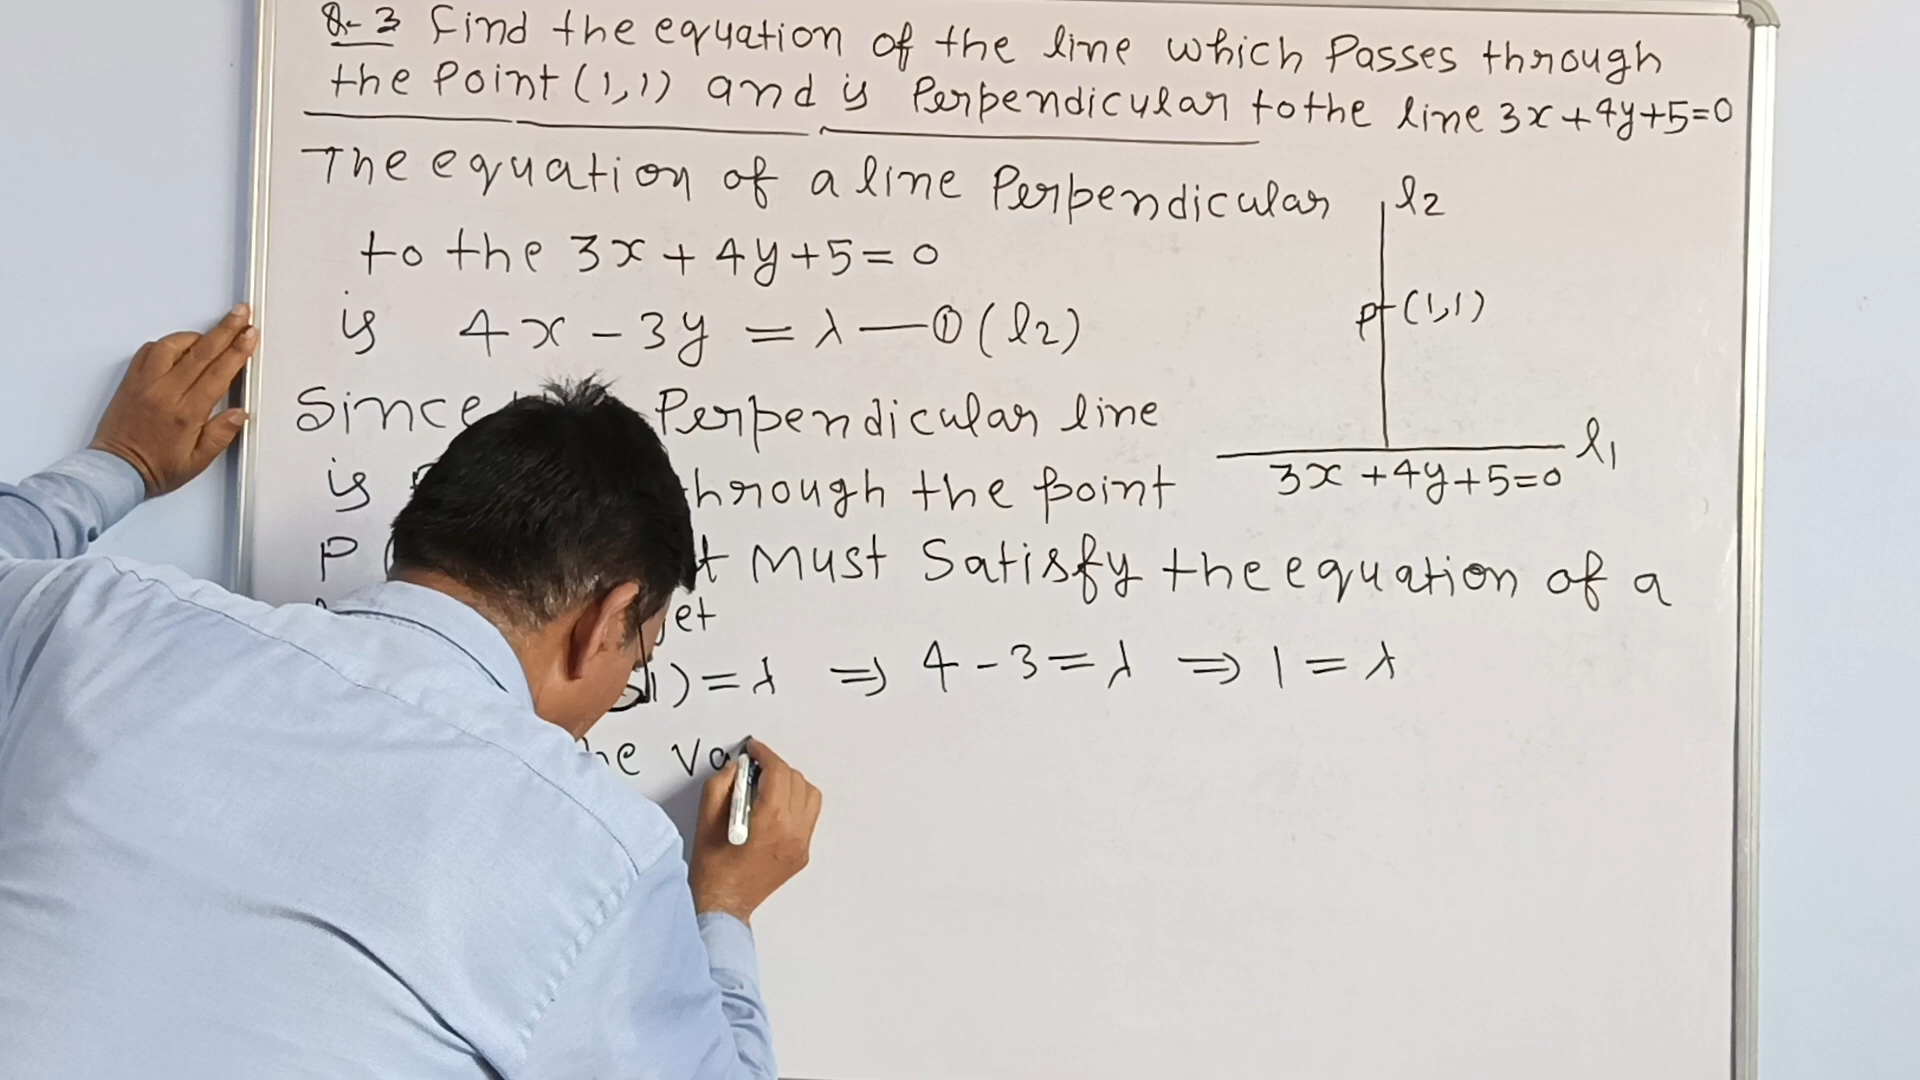 Q-3 Find the equation of the line which Passes through
the Point (1,1) and is Perpendicular to the line 3x+4y+5=0
The equation of a line Perpendicular
to the 3x+4y+5=0
is 4x-3y=λ—①(l2)
Since Perpendicular line
is through the point
P must Satisfy the equation of a
get
1)=λ ⇒ 4-3=λ ⇒ 1=λ
he va
l2
P (1,1)
l1
3x+4y+5=0